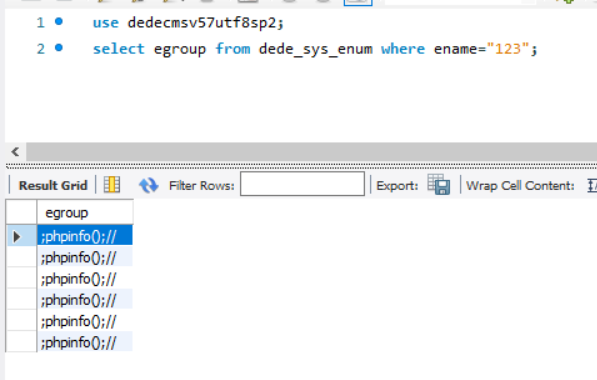 1 use dedecmsv57utf8sp2;
2 select egroup from dede_sys_enum where ename="123";
Result Grid Filter Rows: Export: Wrap Cell Content:
egroup
;phpinfo();//
;phpinfo();//
;phpinfo();//
;phpinfo();//
;phpinfo();//
;phpinfo();//